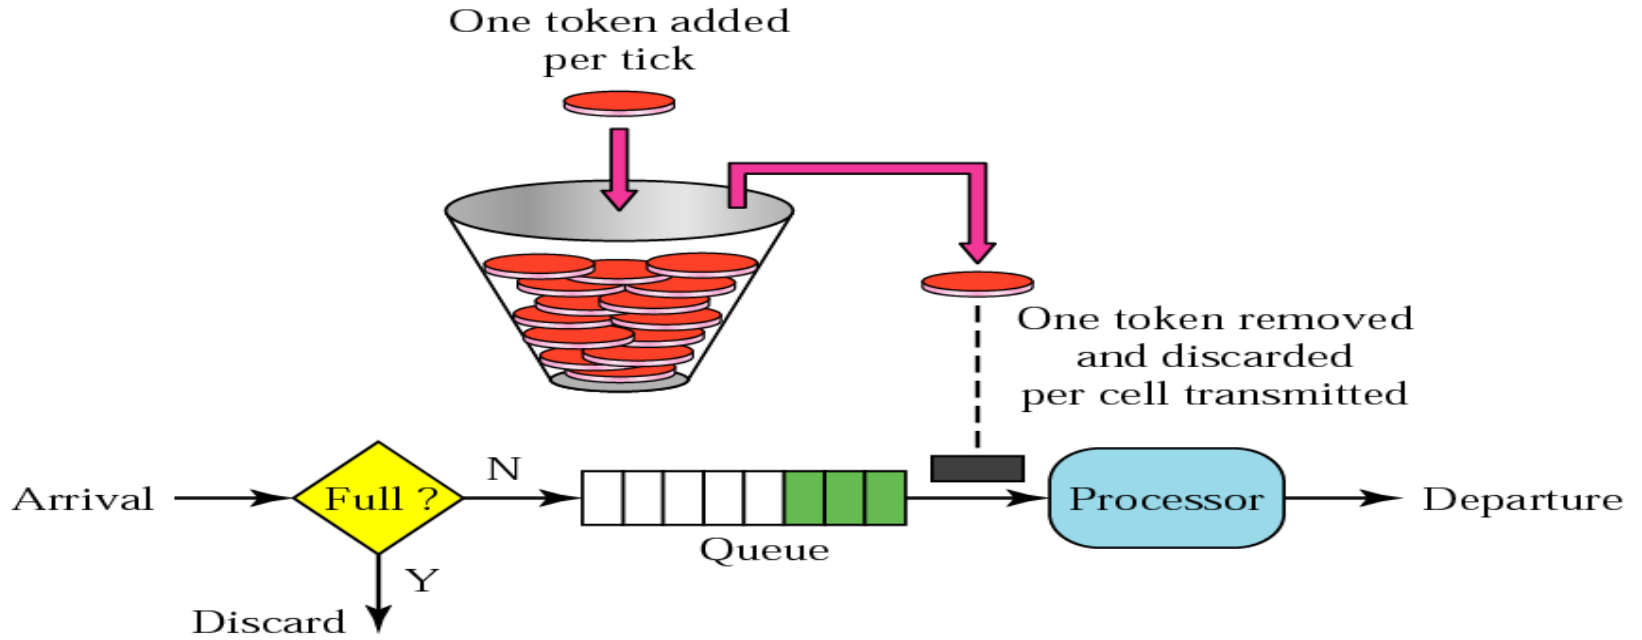 One token added
per tick
One token removed
and discarded
per cell transmitted
Arrival
Full ?
N
Y
Discard
Queue
Processor
Departure